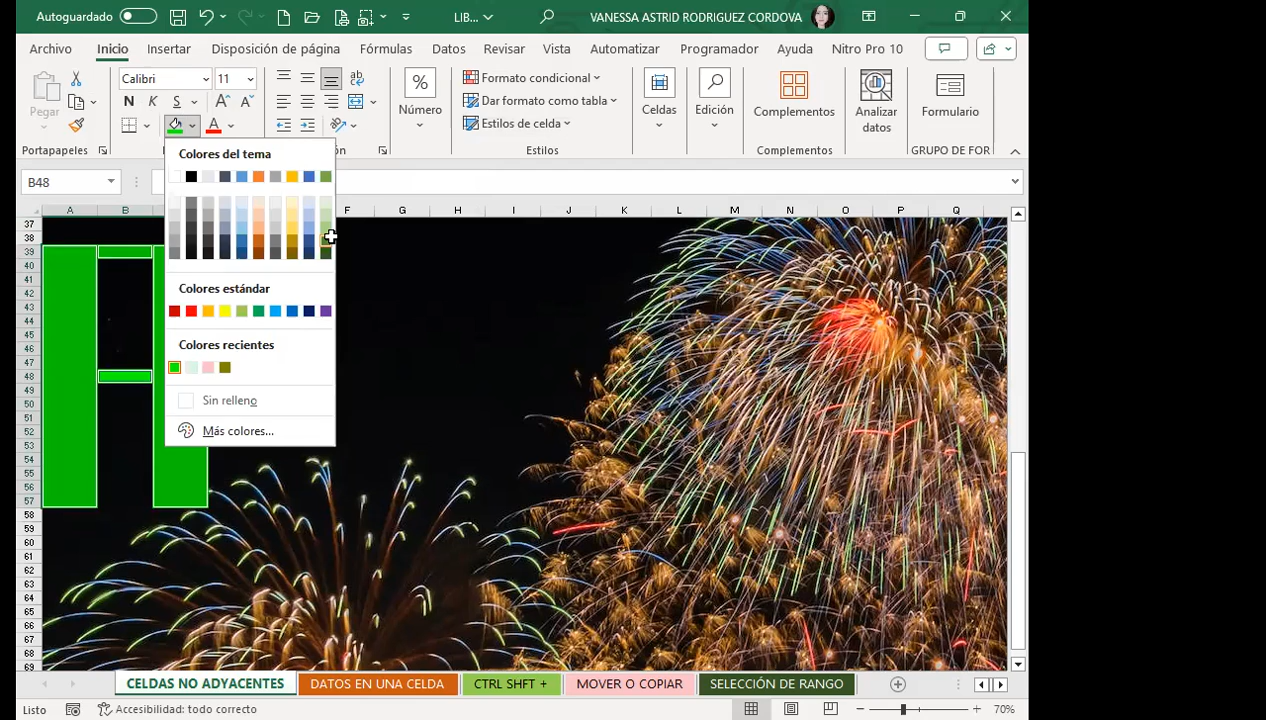 Autoguardado
LIB...
VANESSA ASTRID RODRIGUEZ CORDOVA
Archivo Inicio Insertar Disposición de página Fórmulas Datos Revisar Vista Automatizar Programador Ayuda Nitro Pro 10
Pegar
Calibri 11
N K S A A
A
Número
Formato condicional
Dar formato como tabla
Estilos de celda
Celdas
Edición
Complementos
Analizar datos
Formulario
Portapapeles
Estilos
Complementos
GRUPO DE FOR
B48
Colores del tema
Colores estándar
Colores recientes
Sin relleno
Más colores...
A B F G H I J K L M N O P Q
37
38
39
40
41
42
43
44
45
46
47
48
49
50
51
52
53
54
55
56
57
58
59
60
61
62
63
64
65
66
67
68
69
CELDAS NO ADYACENTES DATOS EN UNA CELDA CTRL SHFT + MOVER O COPIAR SELECCIÓN DE RANGO
Listo
Accesibilidad: todo correcto
70%